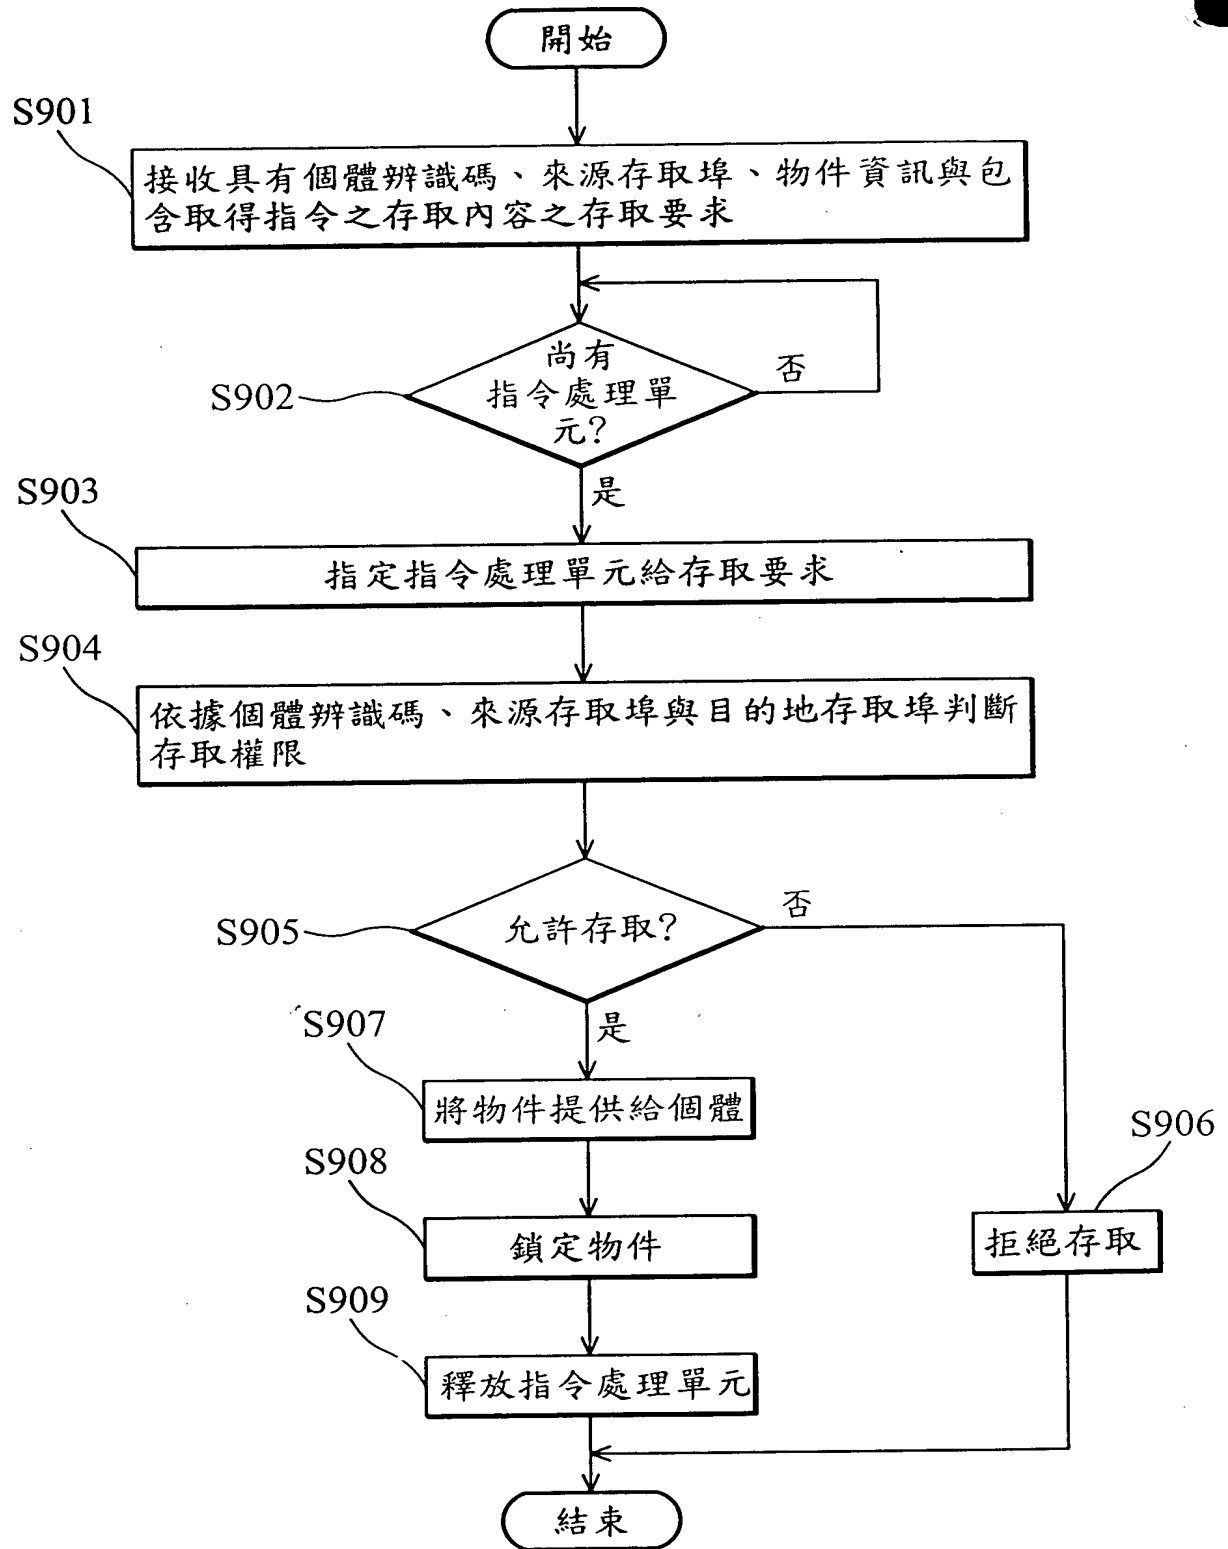 開始
S901
接收具有個體辨識碼、來源存取埠、物件資訊與包
含取得指令之存取內容之存取要求
尚有
指令處理單
元?
S902
否
是
S903
指定指令處理單元給存取要求
S904
依據個體辨識碼、來源存取埠與目的地存取埠判斷
存取權限
S905
允許存取?
否
是
S907
將物件提供給個體
S906
拒絕存取
S908
鎖定物件
S909
釋放指令處理單元
結束